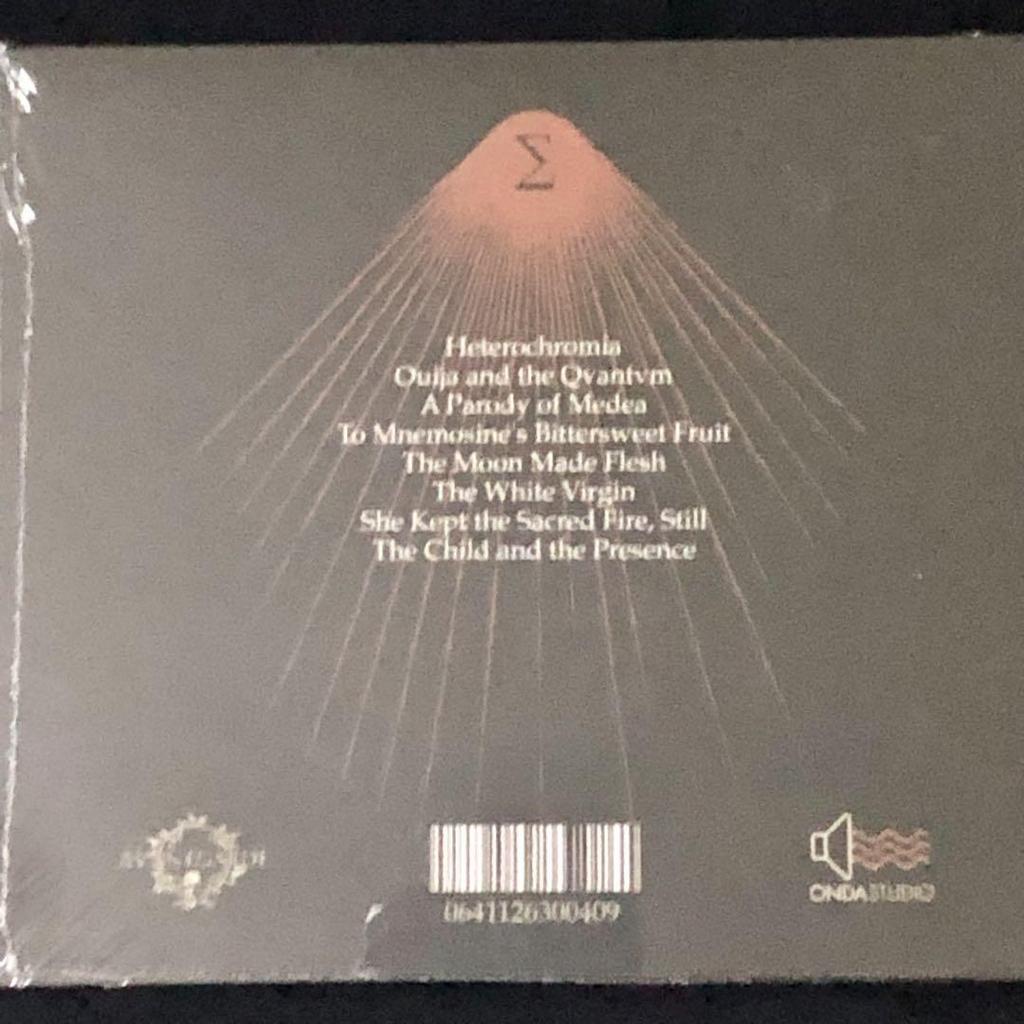 Σ
Heterochromia
Ouija and the Qvantvm
A Parody of Medea
To Mnemosine's Bittersweet Fruit
The Moon Made Flesh
The White Virgin
She Kept the Sacred Fire, Still
The Child and the Presence
0641126300409
ONDASTUDIO